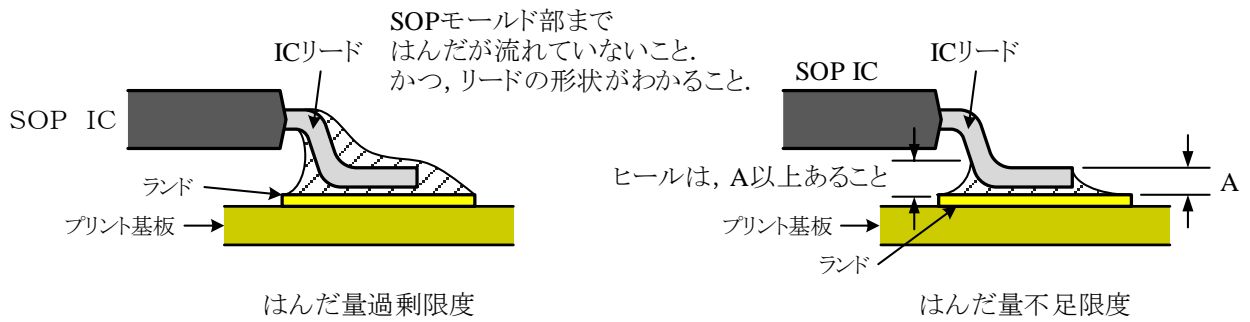 SOPモールド部まで
はんだが流れていないこと.
かつ, リードの形状がわかること.
ICリード
SOP IC
ランド
プリント基板
はんだ量過剰限度
ICリード
SOP IC
ヒールは, A以上あること
A
プリント基板
ランド
はんだ量不足限度